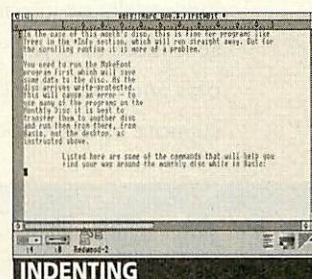 In the case of this month's disc, this is fine for programs like
Trees in the *Info section, which will run straight away. But for
the scrolling routine it is more of a problem.
You need to run the MakeFont
program first which will save
some data to the disc. As the
disc arrives write-protected,
this will cause an error - to
use many of the programs on the
Monthly Disc it is best to
transfer them to another disc
and run them from there, from
Basic, not the desktop, as
instructed above.
Listed here are some of the commands that will help you
find your way around the monthly disc while in Basic:
:4 :0 Redwood-2
INDENTING